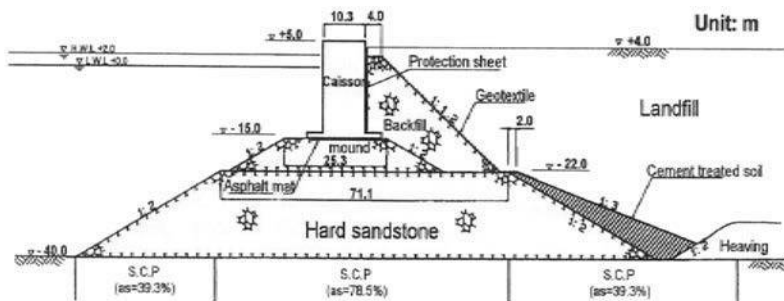 Unit: m
10.3
4.0
+5.0
+4.0
H.W.L +2.0
L.W.L +0.0
Protection sheet
Caisson
1:1.2
Geotextile
Landfill
Backfill
2.0
-15.0
1:2
mound
1:2
25.3
-22.0
Asphalt mat
Cement treated soil
71.1
1:2
1:3
1:2
Hard sandstone
1:2
Heaving
-40.0
S.C.P
(as=39.3%)
S.C.P
(as=78.5%)
S.C.P
(as=39.3%)